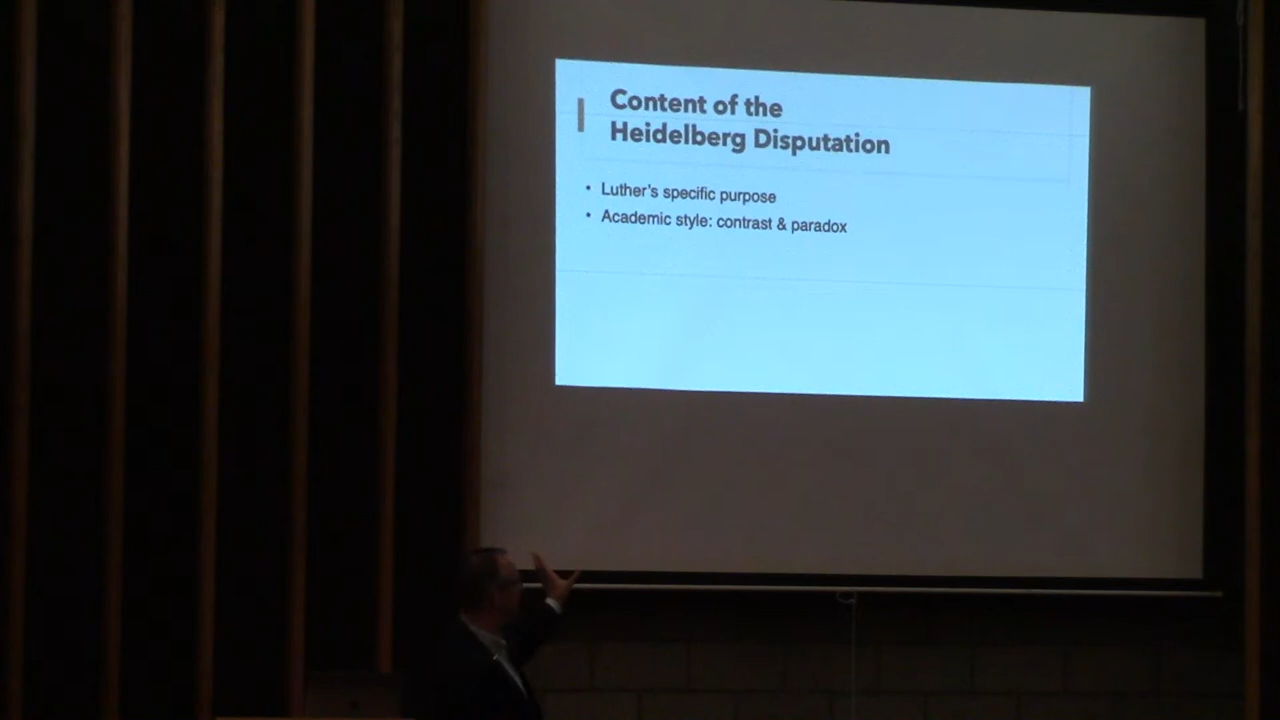 Content of the
Heidelberg Disputation
• Luther's specific purpose
• Academic style: contrast & paradox